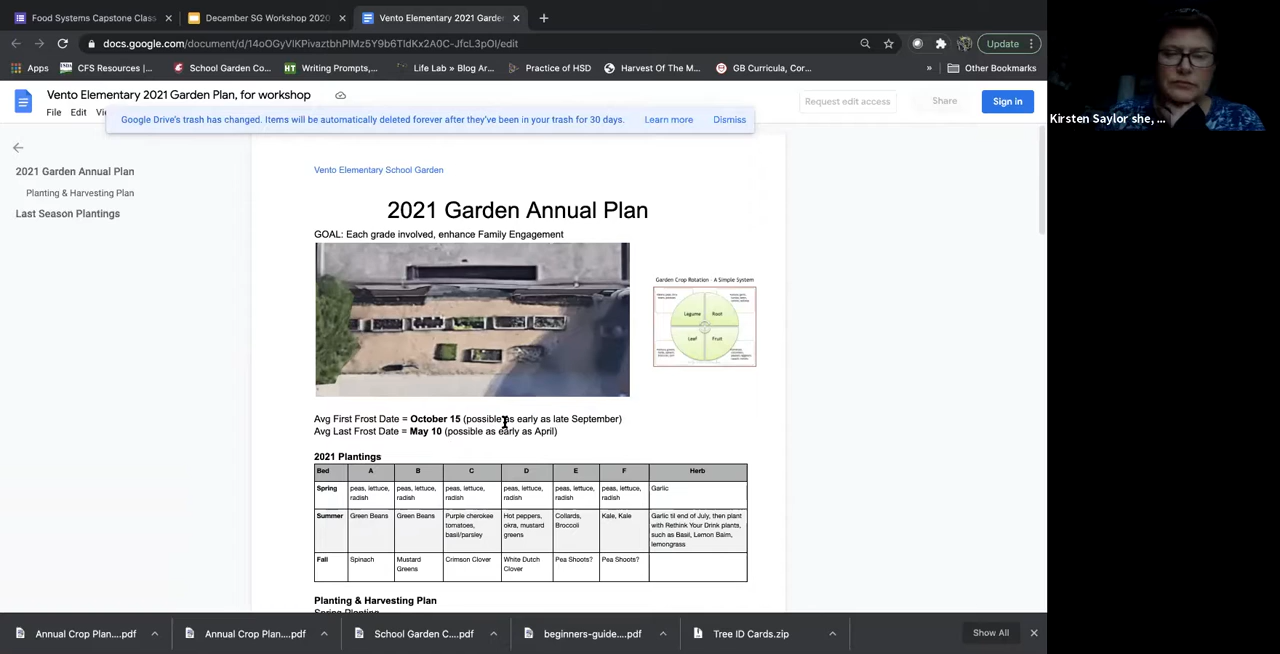 Food Systems Capstone Class
December SG Workshop 2020
Vento Elementary 2021 Garde
docs.google.com/document/d/14oOGyVlKPivaztbhPIMz5Y9b6TIdKx2A0C-JfcL3pOI/edit
Update
Apps
CFS Resources |...
School Garden Co...
HT Writing Prompts,...
Life Lab » Blog Ar...
Practice of HSD
Harvest Of The M...
GB Curricula, Cor...
»
Other Bookmarks
Vento Elementary 2021 Garden Plan, for workshop
Request edit access
Share
Sign in
File Edit Vi
Google Drive's trash has changed. Items will be automatically deleted forever after they've been in your trash for 30 days. Learn more Dismiss
Kirsten Saylor she, ...
2021 Garden Annual Plan
Planting & Harvesting Plan
Last Season Plantings
Vento Elementary School Garden
2021 Garden Annual Plan
GOAL: Each grade involved, enhance Family Engagement
Garden Crop Rotation - A Simple System
Legume Root
Leaf Fruit
Avg First Frost Date = October 15 (possible as early as late September)
Avg Last Frost Date = May 10 (possible as early as April)
2021 Plantings
Bed A B C D E F Herb
Spring peas, lettuce, radish peas, lettuce, radish peas, lettuce, radish peas, lettuce, radish peas, lettuce, radish peas, lettuce, radish Garlic
Summer Green Beans Green Beans Purple cherokee tomatoes, basil/parsley Hot peppers, okra, mustard greens Collards, Broccoli Kale, Kale Garlic til end of July, then plant with Rethink Your Drink plants, such as Basil, Lemon Balm, lemongrass
Fall Spinach Mustard Greens Crimson Clover White Dutch Clover Pea Shoots? Pea Shoots?
Planting & Harvesting Plan
Spring Planting
Annual Crop Plan....pdf
Annual Crop Plan....pdf
School Garden C....pdf
beginners-guide....pdf
Tree ID Cards.zip
Show All